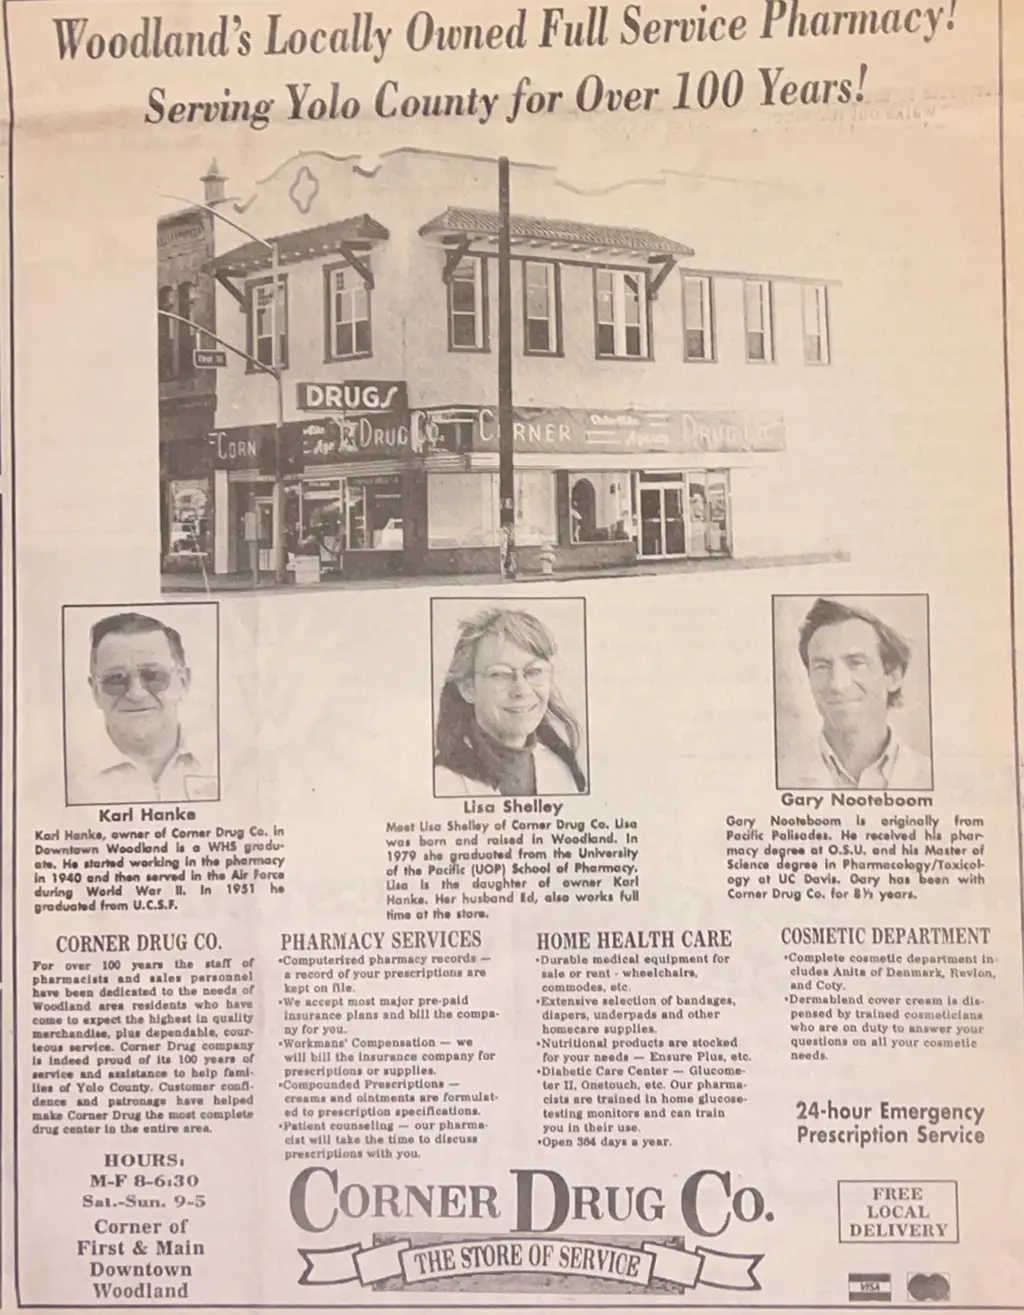 Woodland's Locally Owned Full Service Pharmacy!
Serving Yolo County for Over 100 Years!
First St
DRUGS
CORN
DRUG CO.
CORNER
Agency
DRUG CO.
Karl Hanke
Karl Hanke, owner of Corner Drug Co. in
Downtown Woodland is a WHS gradu-
ate. He started working in the pharmacy
in 1940 and then served in the Air Force
during World War II. In 1951 he
graduated from U.C.S.F.
Lisa Shelley
Meet Lisa Shelley of Corner Drug Co. Lisa
was born and raised in Woodland. In
1979 she graduated from the University
of the Pacific (UOP) School of Pharmacy.
Lisa is the daughter of owner Karl
Hanke. Her husband Ed, also works full
time at the store.
Gary Nooteboom
Gary Nooteboom is originally from
Pacific Palisades. He received his phar-
macy degree at O.S.U. and his Master of
Science degree in Pharmacology/Toxicol-
ogy at UC Davis. Gary has been with
Corner Drug Co. for 8½ years.
CORNER DRUG CO.
For over 100 years the staff of
pharmacists and sales personnel
have been dedicated to the needs of
Woodland area residents who have
come to expect the highest in quality
merchandise, plus dependable, cour-
teous service. Corner Drug company
is indeed proud of its 100 years of
service and assistance to help fami-
lies of Yolo County. Customer confi-
dence and patronage have helped
make Corner Drug the most complete
drug center in the entire area.
HOURS:
M-F 8-6:30
Sat.-Sun. 9-5
Corner of
First & Main
Downtown
Woodland
PHARMACY SERVICES
•Computerized pharmacy records —
a record of your prescriptions are
kept on file.
•We accept most major pre-paid
insurance plans and bill the compa-
ny for you.
•Workmans' Compensation — we
will bill the insurance company for
prescriptions or supplies.
•Compounded Prescriptions —
creams and ointments are formulat-
ed to prescription specifications.
•Patient counseling — our pharma-
cist will take the time to discuss
prescriptions with you.
HOME HEALTH CARE
•Durable medical equipment for
sale or rent - wheelchairs,
commodes, etc.
•Extensive selection of bandages,
diapers, underpads and other
homecare supplies.
•Nutritional products are stocked
for your needs — Ensure Plus, etc.
•Diabetic Care Center — Glucome-
ter II, Onetouch, etc. Our pharma-
cists are trained in home glucose-
testing monitors and can train
you in their use.
•Open 364 days a year.
COSMETIC DEPARTMENT
•Complete cosmetic department in-
cludes Anita of Denmark, Revlon,
and Coty.
•Dermablend cover cream is dis-
pensed by trained cosmeticians
who are on duty to answer your
questions on all your cosmetic
needs.
24-hour Emergency
Prescription Service
CORNER DRUG CO.
THE STORE OF SERVICE
FREE
LOCAL
DELIVERY
VISA